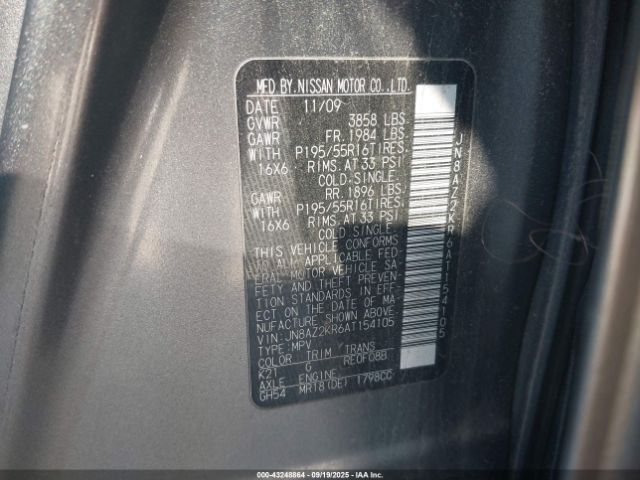 MFD BY.NISSAN MOTOR CO.,LTD.
DATE 11/09
GVWR 3858 LBS
GAWR FR.1984 LBS
WITH P195/55R16TIRES.
16X6 RIMS.AT 33 PSI
COLD.SINGLE
GAWR RR.1896 LBS
WITH P195/55R16TIRES.
16X6 RIMS.AT 33 PSI
COLD SINGLE
THIS VEHICLE CONFORMS
TO ALL APPLICABLE FED-
ERAL MOTOR VEHICLE SA-
FETY AND THEFT PREVEN-
TION STANDARDS IN EFF-
ECT ON THE DATE OF MA-
NUFACTURE SHOWN ABOVE.
VIN:JN8AZ2KR6AT154105
TYPE:MPV
COLOR TRIM TRANS
K21 G RE0F08B
AXLE ENGINE
GH54 MR18(DE) 1798CC
JN8AZ2KR6AT154105
000-43248864 - 09/19/2025 - Copyright IAA, LLC.